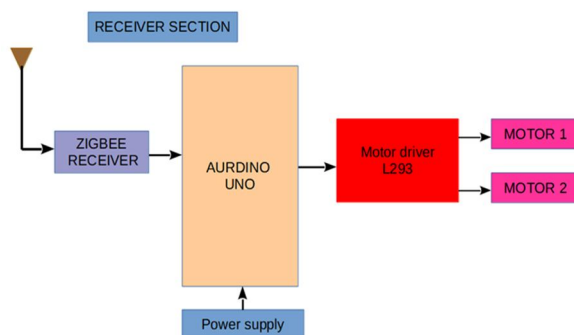 RECEIVER SECTION
ZIGBEE
RECEIVER
AURDINO
UNO
Motor driver
L293
MOTOR 1
MOTOR 2
Power supply